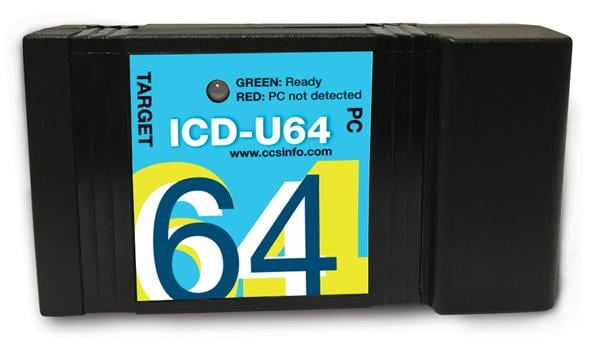 TARGET
GREEN: Ready
RED: PC not detected
PC
ICD-U64
www.ccsinfo.com
64